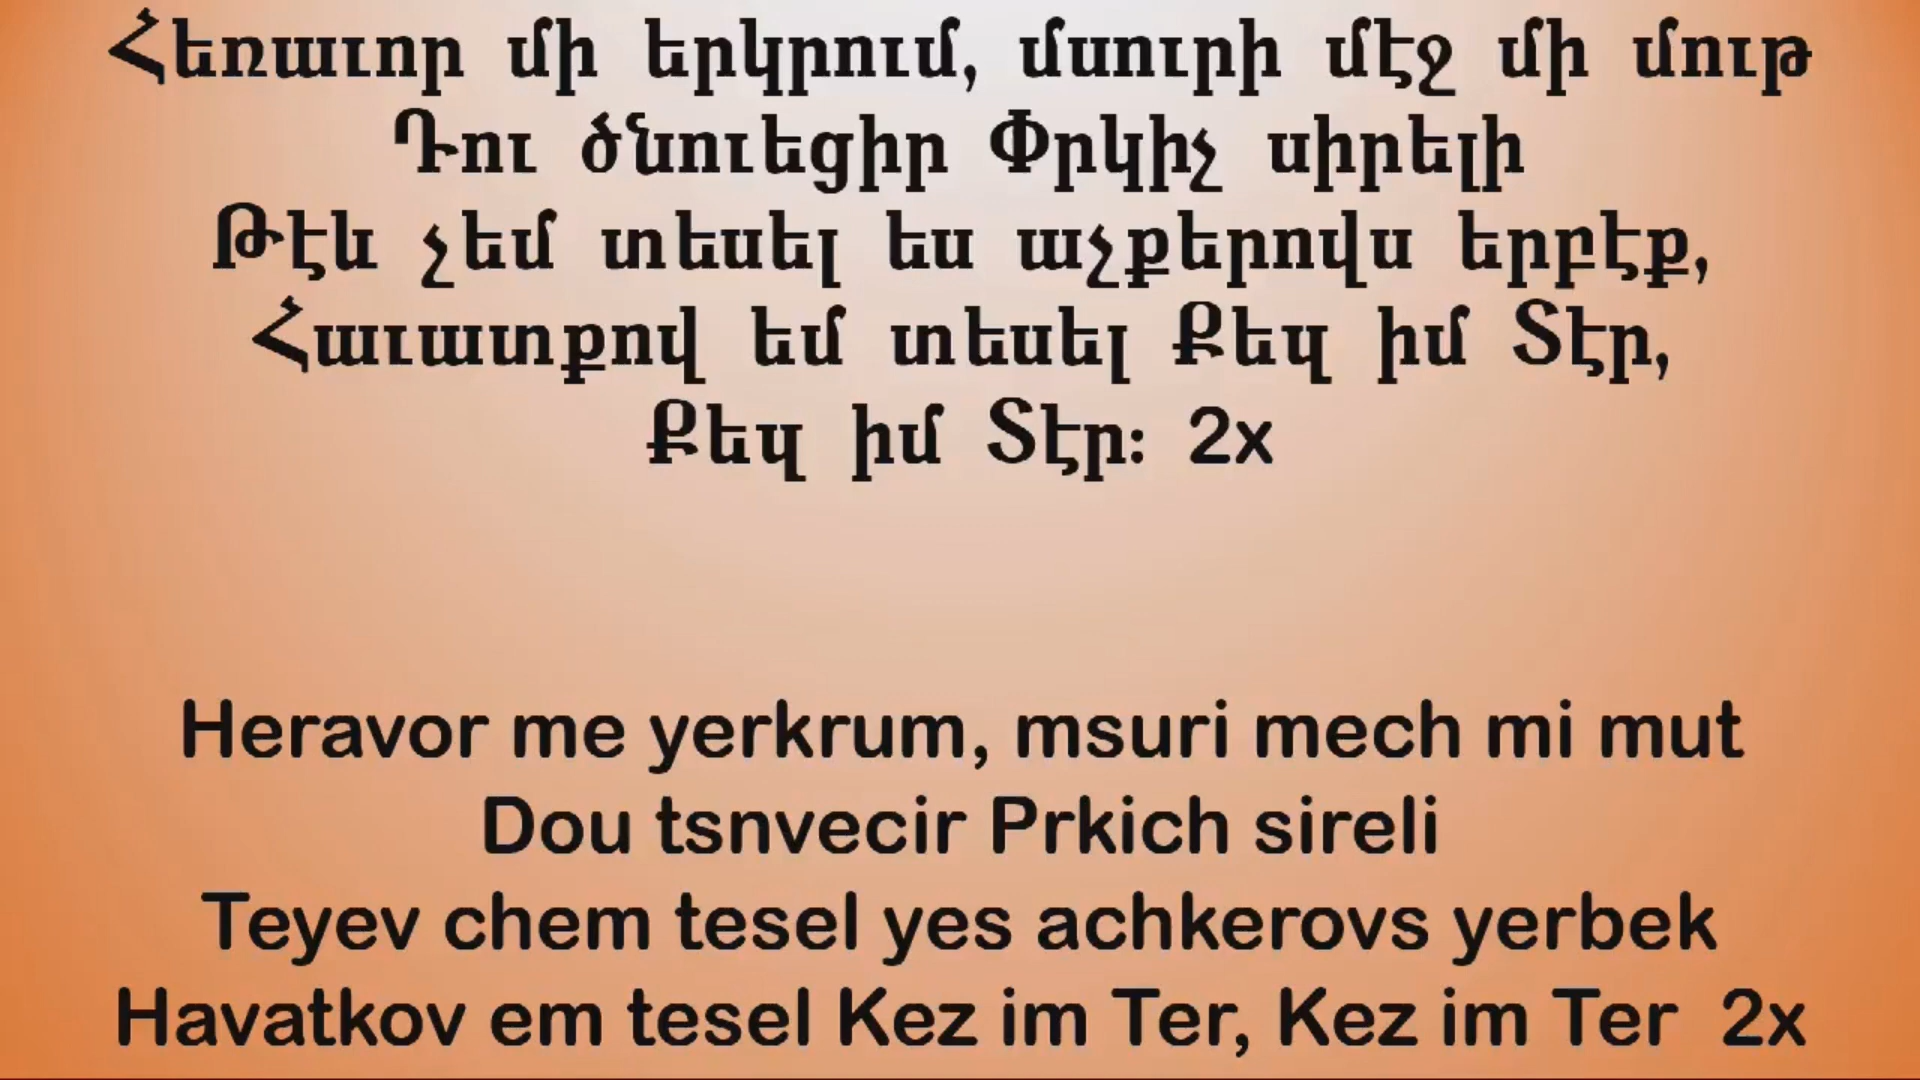 Հեռաւոր մի երկրում, մսուրի մէջ մի մութ
Դու ծնուեցիր Փրկիչ սիրելի
Թէև չեմ տեսել ես աչքերովս երբէք,
Հաւատքով եմ տեսել Քեզ իմ Տէր,
Քեզ իմ Տէր։ 2x
Heravor me yerkrum, msuri mech mi mut
Dou tsnvecir Prkich sireli
Teyev chem tesel yes achkerovs yerbek
Havatkov em tesel Kez im Ter, Kez im Ter 2x